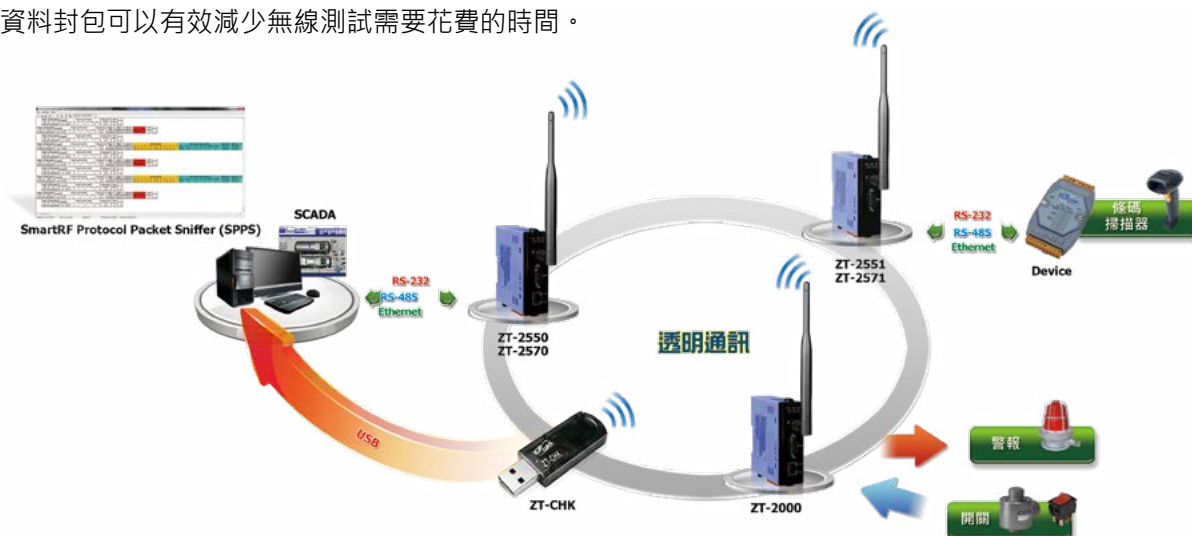 資料封包可以有效減少無線測試需要花費的時間。
SmartRF Protocol Packet Sniffer (SPPS)
SCADA
RS-232
RS-485
Ethernet
ZT-2550
ZT-2570
ZT-2551
ZT-2571
RS-232
RS-485
Ethernet
Device
條碼
掃描器
透明通訊
USB
ZT-CHK
ZT-CHK
ZT-2000
警報
開關